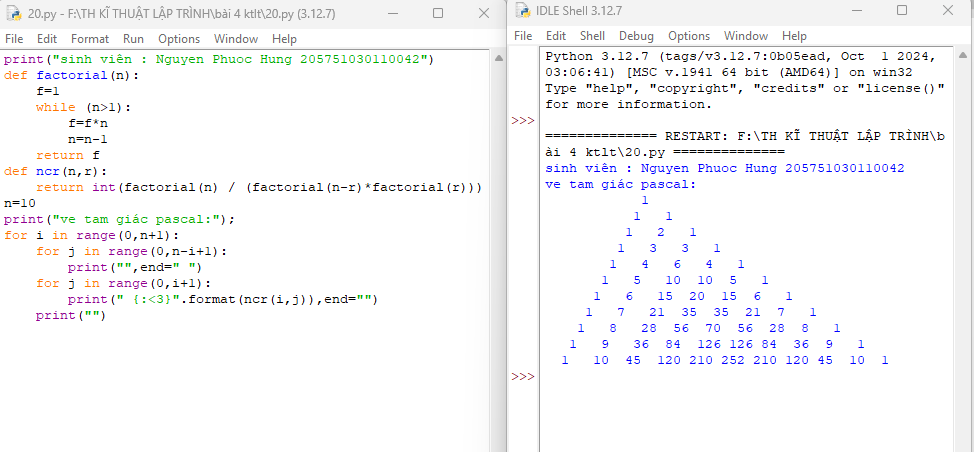 20.py - F:\TH KĨ THUẬT LẬP TRÌNH\bài 4 ktlt\20.py (3.12.7)
File Edit Format Run Options Window Help
print("sinh viên : Nguyen Phuoc Hung 205751030110042")
def factorial(n):
    f=1
    while (n>1):
        f=f*n
        n=n-1
    return f
def ncr(n,r):
    return int(factorial(n) / (factorial(n-r)*factorial(r)))
n=10
print("ve tam giác pascal:");
for i in range(0,n+1):
    for j in range(0,n-i+1):
        print("",end=" ")
    for j in range(0,i+1):
        print(" {:<3}".format(ncr(i,j)),end="")
    print("")
IDLE Shell 3.12.7
File Edit Shell Debug Options Window Help
Python 3.12.7 (tags/v3.12.7:0b05ead, Oct  1 2024,
03:06:41) [MSC v.1941 64 bit (AMD64)] on win32
Type "help", "copyright", "credits" or "license()"
for more information.
>>>
============== RESTART: F:\TH KĨ THUẬT LẬP TRÌNH\b
ài 4 ktlt\20.py ==============
sinh viên : Nguyen Phuoc Hung 205751030110042
ve tam giác pascal:
            1
           1   1
          1   2   1
         1   3   3   1
        1   4   6   4   1
       1   5   10  10  5   1
      1   6   15  20  15  6   1
     1   7   21  35  35  21  7   1
    1   8   28  56  70  56  28  8   1
   1   9   36  84  126 126 84  36  9   1
  1   10  45  120 210 252 210 120 45  10  1
>>>